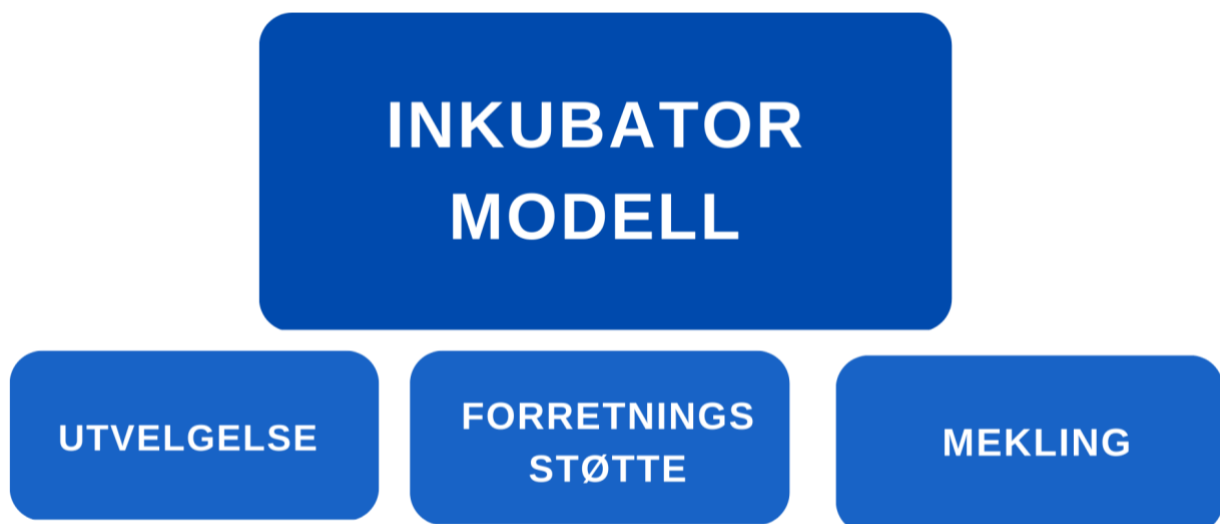 INKUBATOR
MODELL
UTVELGELSE
FORRETNINGS
STØTTE
MEKLING